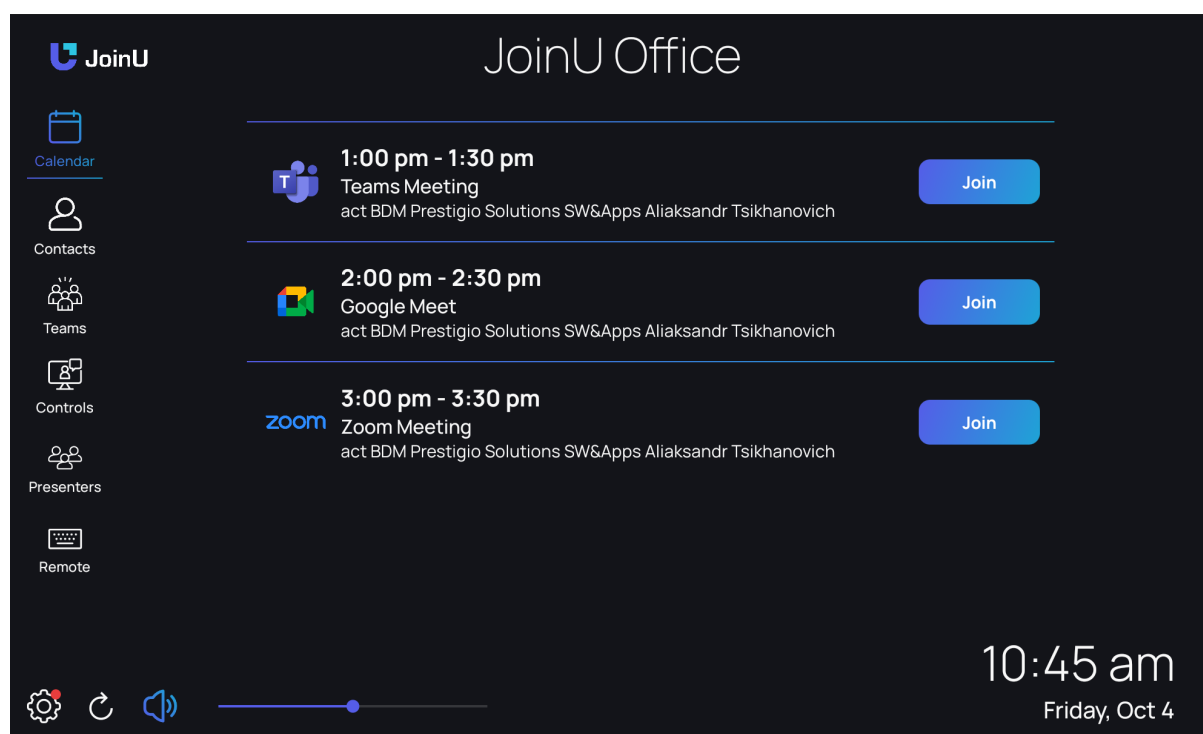 JoinU
JoinU Office
Calendar
Contacts
Teams
Controls
Presenters
Remote
1:00 pm - 1:30 pm
T
Teams Meeting
act BDM Prestigio Solutions SW&Apps Aliaksandr Tsikhanovich
Join
2:00 pm - 2:30 pm
Google Meet
act BDM Prestigio Solutions SW&Apps Aliaksandr Tsikhanovich
Join
3:00 pm - 3:30 pm
zoom
Zoom Meeting
act BDM Prestigio Solutions SW&Apps Aliaksandr Tsikhanovich
Join
10:45 am
Friday, Oct 4